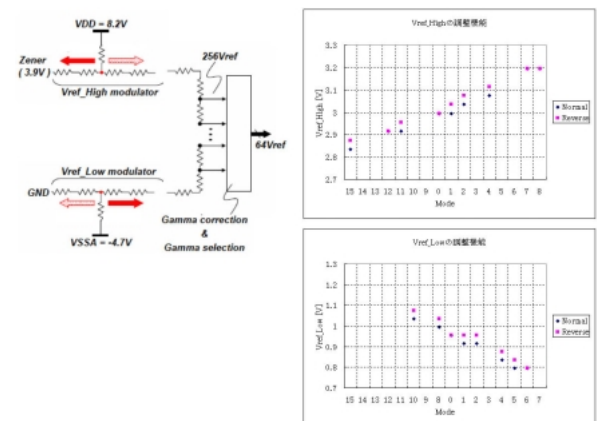 VDD = 8.2V
Zener
( 3.9V )
256Vref
Vref_High modulator
64Vref
Vref_Low modulator
GND
Gamma correction
&
Gamma selection
VSSA = -4.7V
Vref_Highの調整機能
Vref_High [V]
3.3
3.2
3.1
3
2.9
2.8
2.7
15 14 13 12 11 10 9 0 1 2 3 4 5 6 7 8
Mode
Normal
Reverse
Vref_Lowの調整機能
Vref_Low [V]
1.3
1.2
1.1
1
0.9
0.8
0.7
15 14 13 12 11 10 9 8 0 1 2 3 4 5 6 7
Mode
Normal
Reverse